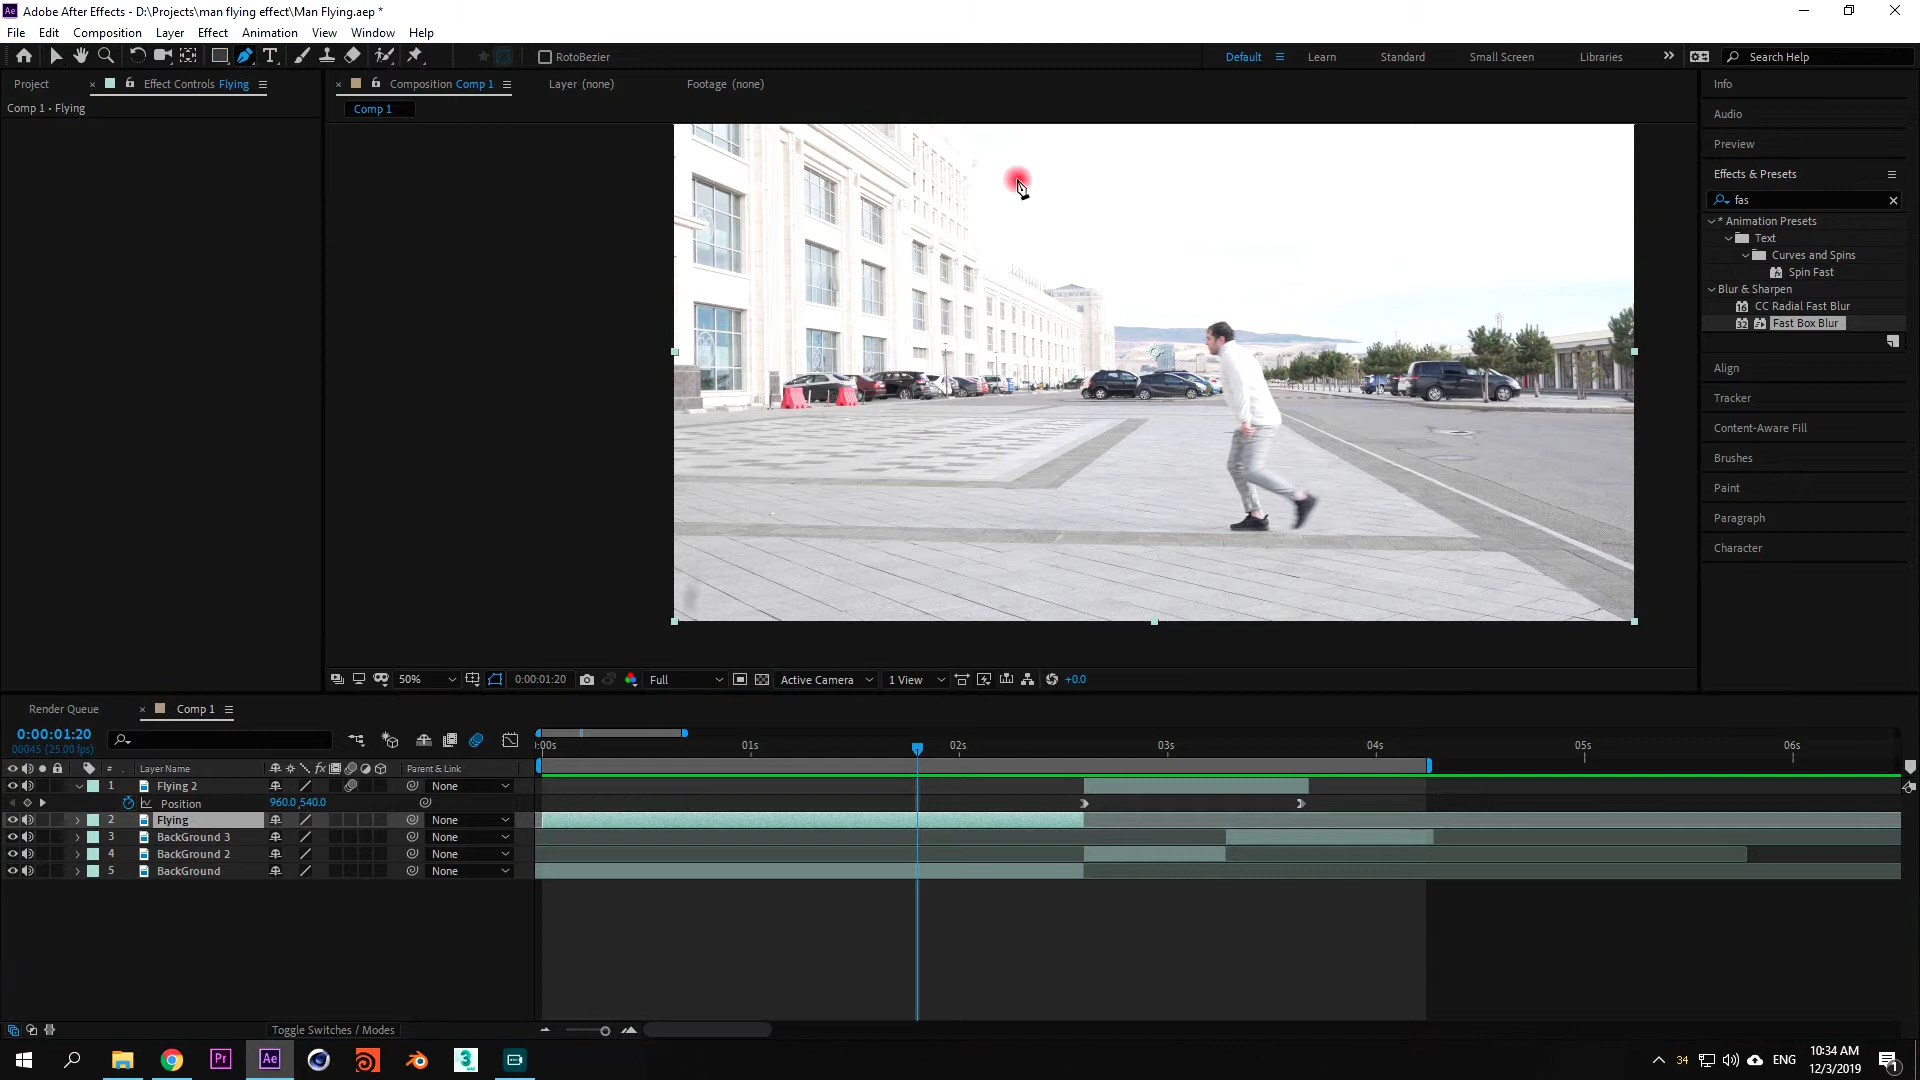 Adobe After Effects - D:\Projects\man flying effect\Man Flying.aep *
File Edit Composition Layer Effect Animation View Window Help
RotoBezier
Default Learn Standard Small Screen Libraries Search Help
Project Effect Controls Flying
Composition Comp 1 Layer (none) Footage (none)
Comp 1 • Flying
Comp 1
Info
Audio
Preview
Effects & Presets
fas
* Animation Presets
Text
Curves and Spins
Spin Fast
Blur & Sharpen
CC Radial Fast Blur
Fast Box Blur
Align
Tracker
Content-Aware Fill
Brushes
Paint
Paragraph
Character
50% 0:00:01:20 Full Active Camera 1 View +0.0
Render Queue Comp 1
0:00:01:20
00045 (25.00 fps)
:00s 01s 02s 03s 04s 05s 06s
# Layer Name Parent & Link
1 Flying 2 None
Position 960.0,540.0
2 Flying None
3 BackGround 3 None
4 BackGround 2 None
5 BackGround None
Toggle Switches / Modes
34 ENG 10:34 AM
12/3/2019